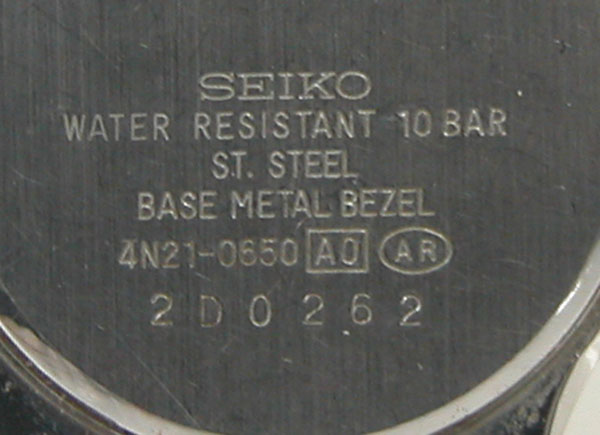 SEIKO
WATER RESISTANT 10 BAR
ST. STEEL
BASE METAL BEZEL
4N21-0650 A0 AR
2D0262